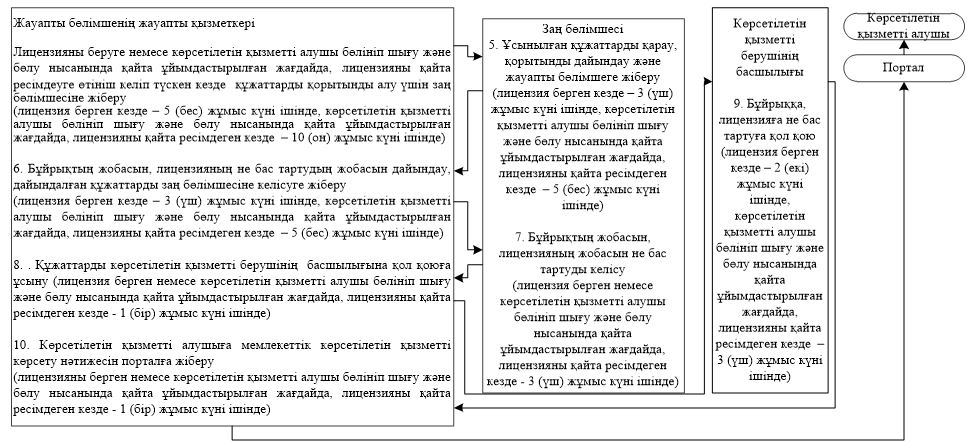 Жауапты бөлімшенің жауапты қызметкері
Лицензияны беруге немесе көрсетілетін қызметті алушы бөлініп шығу және
бөлу нысанында қайта ұйымдастырылған жағдайда, лицензияны қайта
ресімдеуге өтініш келіп түскен кезде құжаттарды қорытынды алу үшін заң
бөлімшесіне жіберу
(лицензия берген кезде – 5 (бес) жұмыс күні ішінде, көрсетілетін қызметті
алушы бөлініп шығу және бөлу нысанында қайта ұйымдастырылған
жағдайда, лицензияны қайта ресімдеген кезде – 10 (он) жұмыс күні ішінде)
6. Бұйрықтың жобасын, лицензияның не бас тартудың жобасын дайындау,
дайындалған құжаттарды заң бөлімшесіне келісуге жіберу
(лицензия берген кезде – 3 (үш) жұмыс күні ішінде, көрсетілетін қызметті
алушы бөлініп шығу және бөлу нысанында қайта ұйымдастырылған
жағдайда, лицензияны қайта ресімдеген кезде – 5 (бес) жұмыс күні ішінде)
8. . Құжаттарды көрсетілетін қызметті берушінің басшылығына қол қоюға
ұсыну (лицензия берген немесе көрсетілетін қызметті алушы бөлініп шығу
және бөлу нысанында қайта ұйымдастырылған жағдайда, лицензияны қайта
ресімдеген кезде - 1 (бір) жұмыс күні ішінде)
10. Көрсетілетін қызметті алушыға мемлекеттік көрсетілетін қызметті
көрсету нәтижесін порталға жіберу
(лицензияны берген немесе көрсетілетін қызметті алушы бөлініп шығу және
бөлу нысанында қайта ұйымдастырылған жағдайда, лицензияны қайта
ресімдеген кезде - 1 (бір) жұмыс күні ішінде)
Заң бөлімшесі
5. Ұсынылған құжаттарды қарау,
қорытынды дайындау және
жауапты бөлімшеге жіберу
(лицензия берген кезде – 3 (үш)
жұмыс күні ішінде, көрсетілетін
қызметті алушы бөлініп шығу
және бөлу нысанында қайта
ұйымдастырылған жағдайда,
лицензияны қайта ресімдеген
кезде – 5 (бес) жұмыс күні
ішінде)
7. Бұйрықтың жобасын,
лицензияның жобасын не бас
тартуды келісу
(лицензия берген немесе
көрсетілетін қызметті алушы
бөлініп шығу және бөлу
нысанында қайта
ұйымдастырылған жағдайда,
лицензияны қайта ресімдеген
кезде - 3 (үш) жұмыс күні ішінде)
Көрсетілетін
қызметті
берушінің
басшылығы
9. Бұйрыққа,
лицензияға не бас
тартуға қол қою
(лицензия берген
кезде – 2 (екі)
жұмыс күні
ішінде,
көрсетілетін
қызметті алушы
бөлініп шығу және
бөлу нысанында
қайта
ұйымдастырылған
жағдайда,
лицензияны қайта
ресімдеген кезде –
3 (үш) жұмыс күні
ішінде)
Көрсетілетін
қызметті алушы
Портал